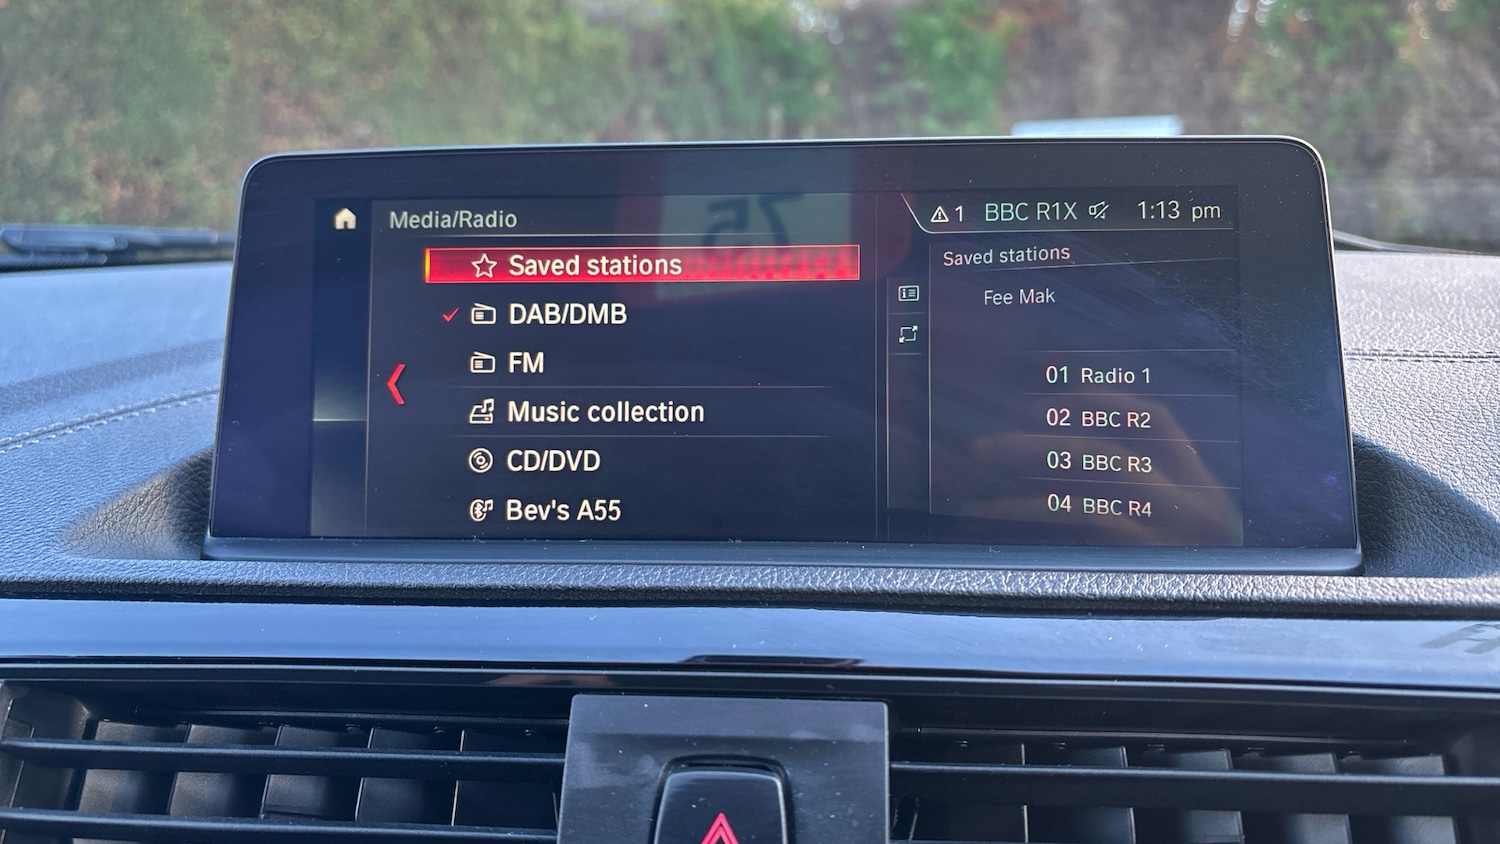 Media/Radio
1 BBC R1X 1:13 pm
Saved stations
DAB/DMB
FM
Music collection
CD/DVD
Bev's A55
Saved stations
Fee Mak
01 Radio 1
02 BBC R2
03 BBC R3
04 BBC R4
75